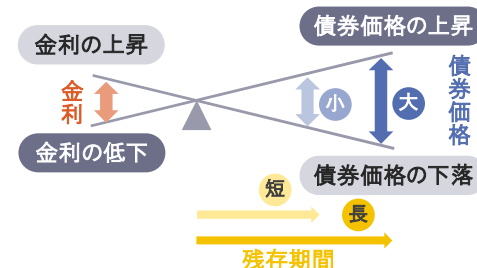 金利の上昇
債券価格の上昇
金利
小
大
債券価格
金利の低下
債券価格の下落
短
長
残存期間